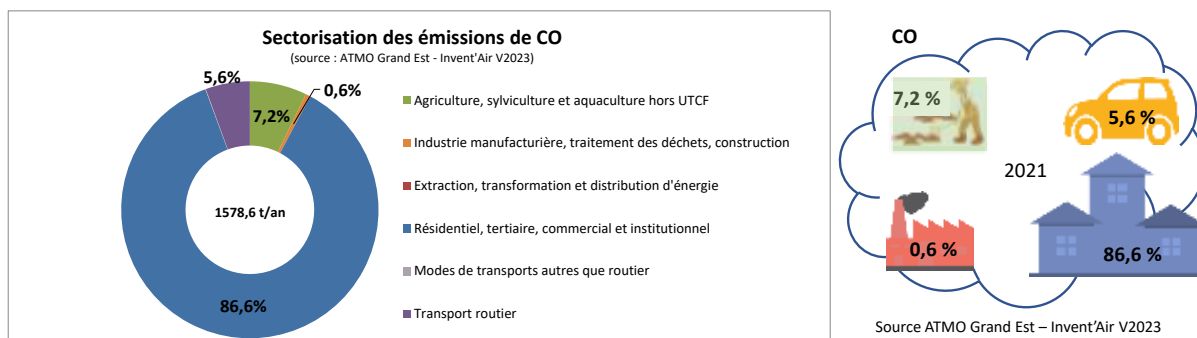 Sectorisation des émissions de CO
(source : ATMO Grand Est - Invent'Air V2023)
5,6%
0,6%
7,2%
1578,6 t/an
86,6%
Agriculture, sylviculture et aquaculture hors UTCF
Industrie manufacturière, traitement des déchets, construction
Extraction, transformation et distribution d'énergie
Résidentiel, tertiaire, commercial et institutionnel
Modes de transports autres que routier
Transport routier
CO
7,2 %
5,6 %
2021
0,6 %
86,6 %
Source ATMO Grand Est – Invent’Air V2023